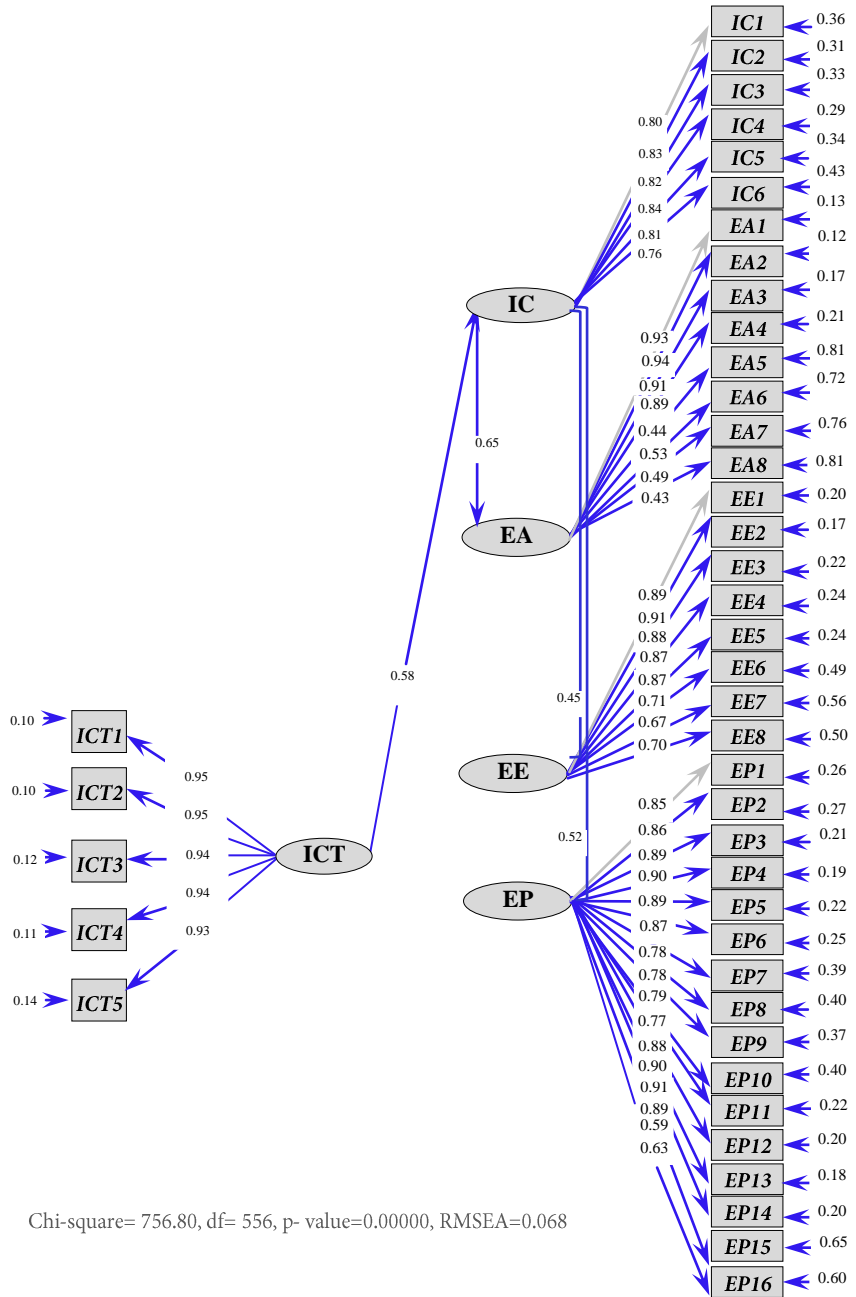 IC1
0.36
IC2
0.31
IC3
0.33
IC4
0.29
IC5
0.34
IC6
0.43
EA1
0.13
EA2
0.12
EA3
0.17
EA4
0.21
EA5
0.81
EA6
0.72
EA7
0.76
EA8
0.81
EE1
0.20
EE2
0.17
EE3
0.22
EE4
0.24
EE5
0.24
EE6
0.49
EE7
0.56
EE8
0.50
EP1
0.26
EP2
0.27
EP3
0.21
EP4
0.19
EP5
0.22
EP6
0.25
EP7
0.39
EP8
0.40
EP9
0.37
EP10
0.40
EP11
0.22
EP12
0.20
EP13
0.18
EP14
0.20
EP15
0.65
EP16
0.60
0.80
0.83
0.82
0.84
0.81
0.76
IC
0.93
0.94
0.91
0.89
0.44
0.53
0.49
0.43
0.65
EA
0.89
0.91
0.88
0.87
0.87
0.71
0.67
0.70
0.58
0.45
EE
0.85
0.86
0.89
0.90
0.89
0.87
0.78
0.78
0.79
0.77
0.88
0.90
0.91
0.89
0.59
0.63
0.52
EP
0.10
ICT1
0.95
0.10
ICT2
0.95
0.12
ICT3
0.94
ICT
0.11
ICT4
0.94
0.14
ICT5
0.93
Chi-square= 756.80, df= 556, p- value=0.00000, RMSEA=0.068